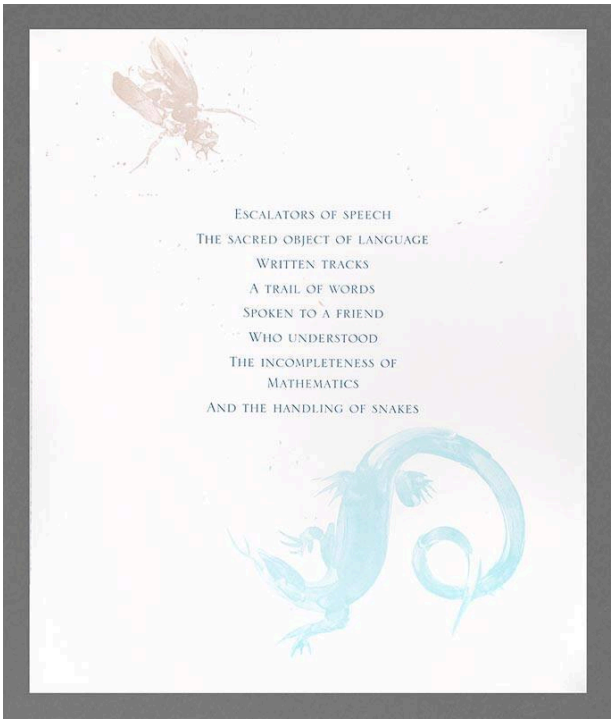 Escalators of speech
The sacred object of language
Written tracks
A trail of words
Spoken to a friend
Who understood
The incompleteness of
Mathematics
And the handling of snakes